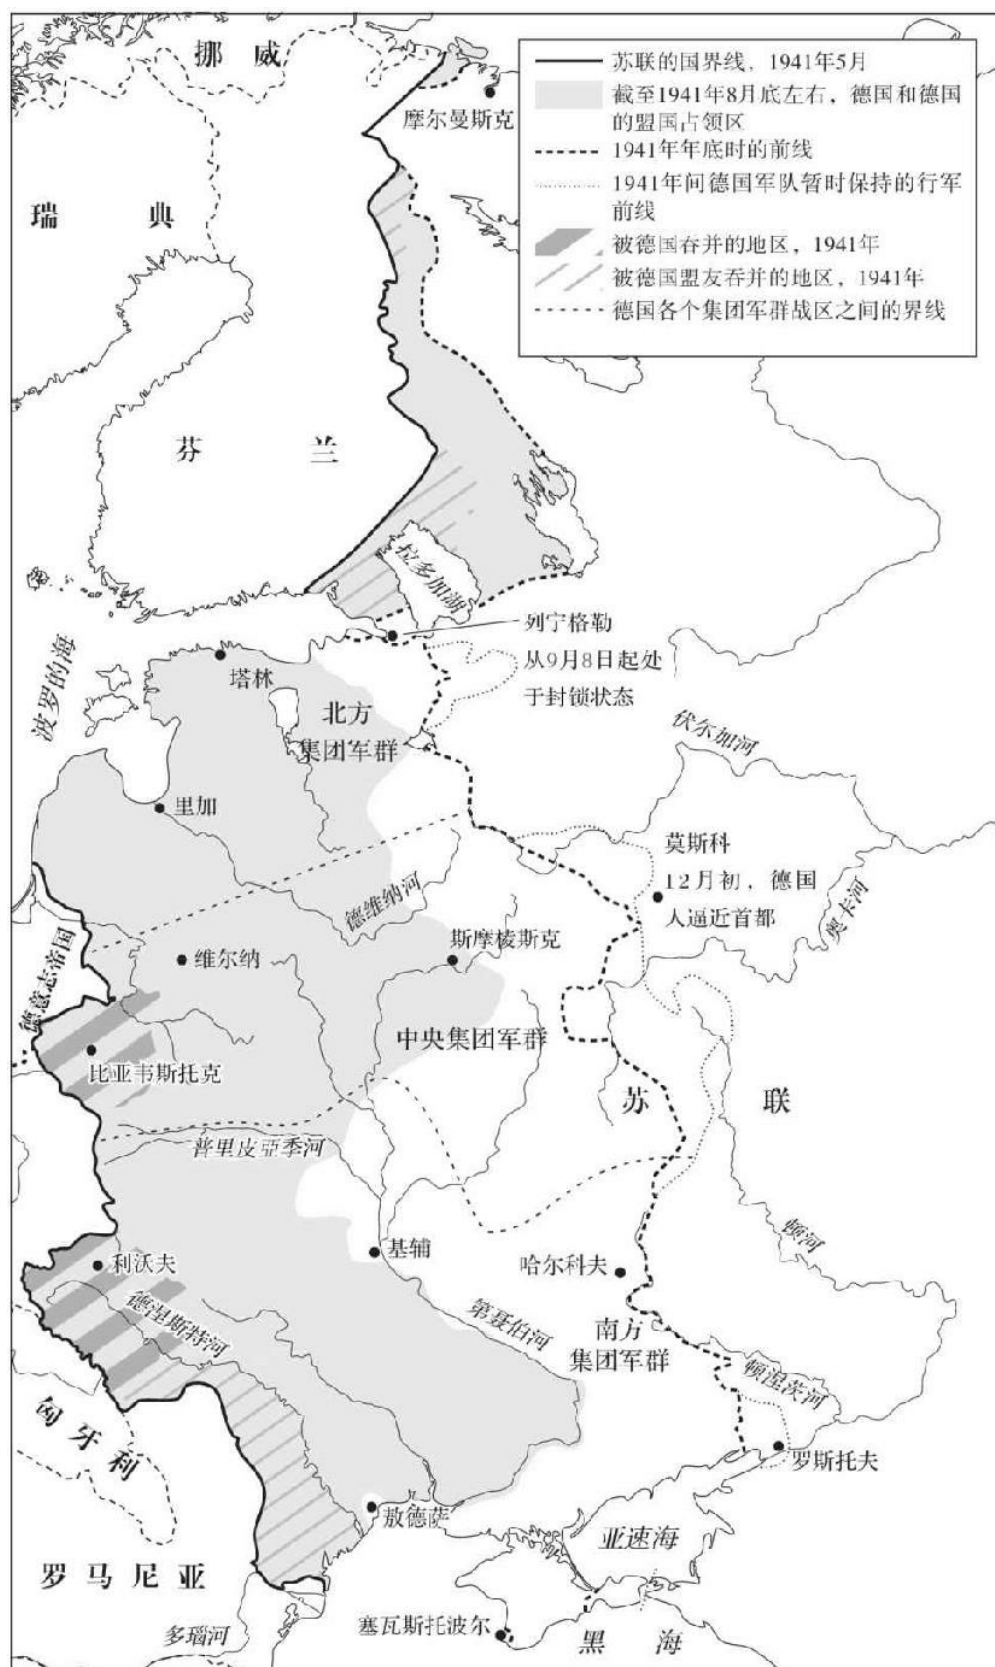 挪威
摩尔曼斯克
苏联的国界线，1941年5月
截至1941年8月底左右，德国和德国
的盟国占领区
1941年年底时的前线
1941年间德国军队暂时保持的行军
前线
被德国吞并的地区，1941年
被德国盟友吞并的地区，1941年
德国各个集团军群战区之间的界线
瑞典
芬兰
拉多加湖
列宁格勒
从9月8日起处
于封锁状态
波罗的海
塔林
北方
集团军群
伏尔加河
里加
莫斯科
12月初，德国
人逼近首都
奥卡河
德维纳河
斯摩棱斯克
维尔纳
德意志帝国
中央集团军群
比亚韦斯托克
苏联
普里皮亞季河
顿河
基辅
利沃夫
哈尔科夫
德涅斯特河
第聂伯河
南方
集团军群
顿涅茨河
匈牙利
罗斯托夫
敖德萨
亚速海
罗马尼亚
塞瓦斯托波尔
多瑙河
黑海